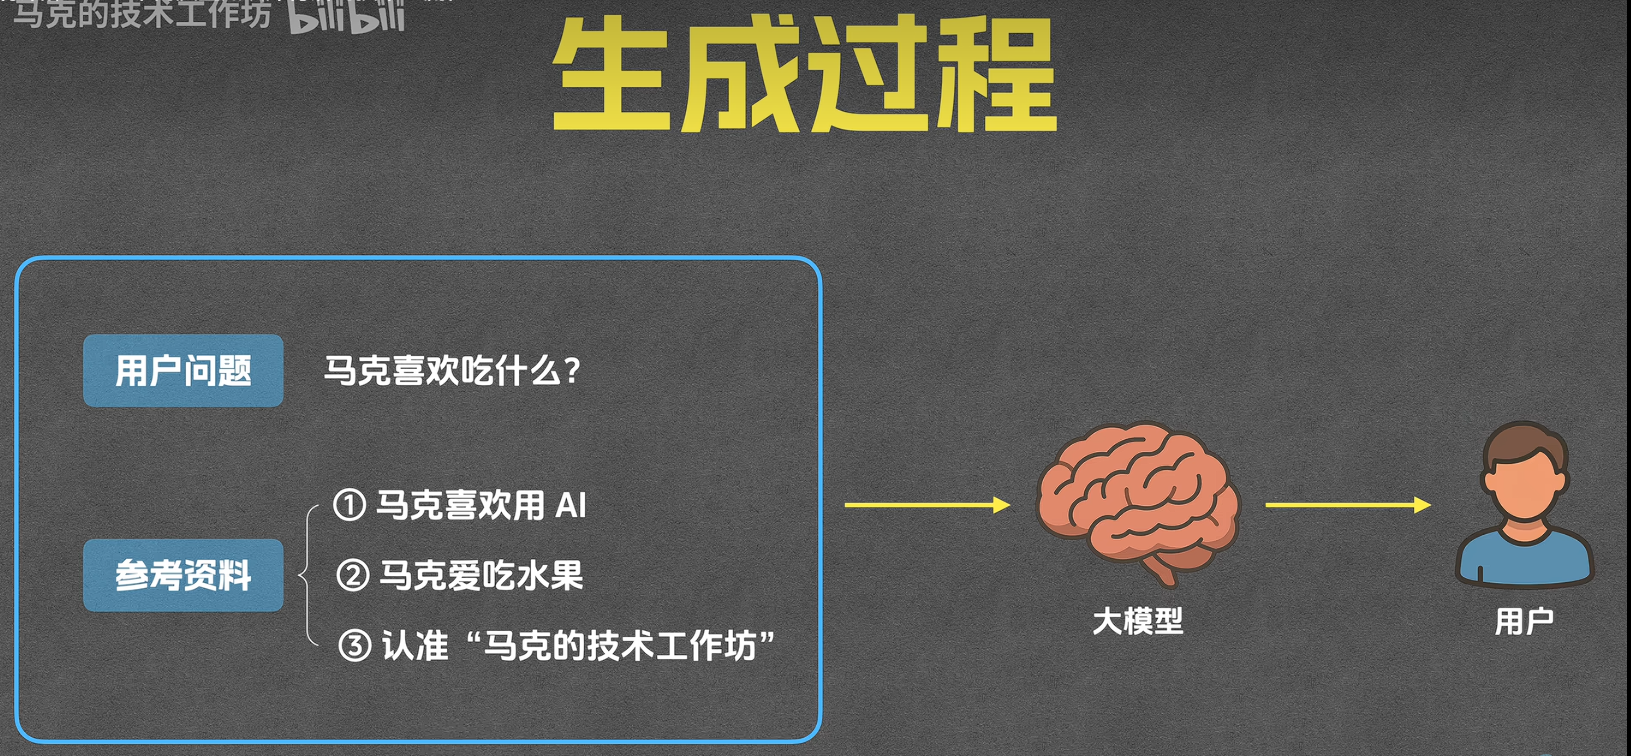 马克的技术工作坊 bilibili
生成过程
用户问题 马克喜欢吃什么？
① 马克喜欢用 AI
参考资料 ② 马克爱吃水果
③ 认准“马克的技术工作坊”
大模型
用户